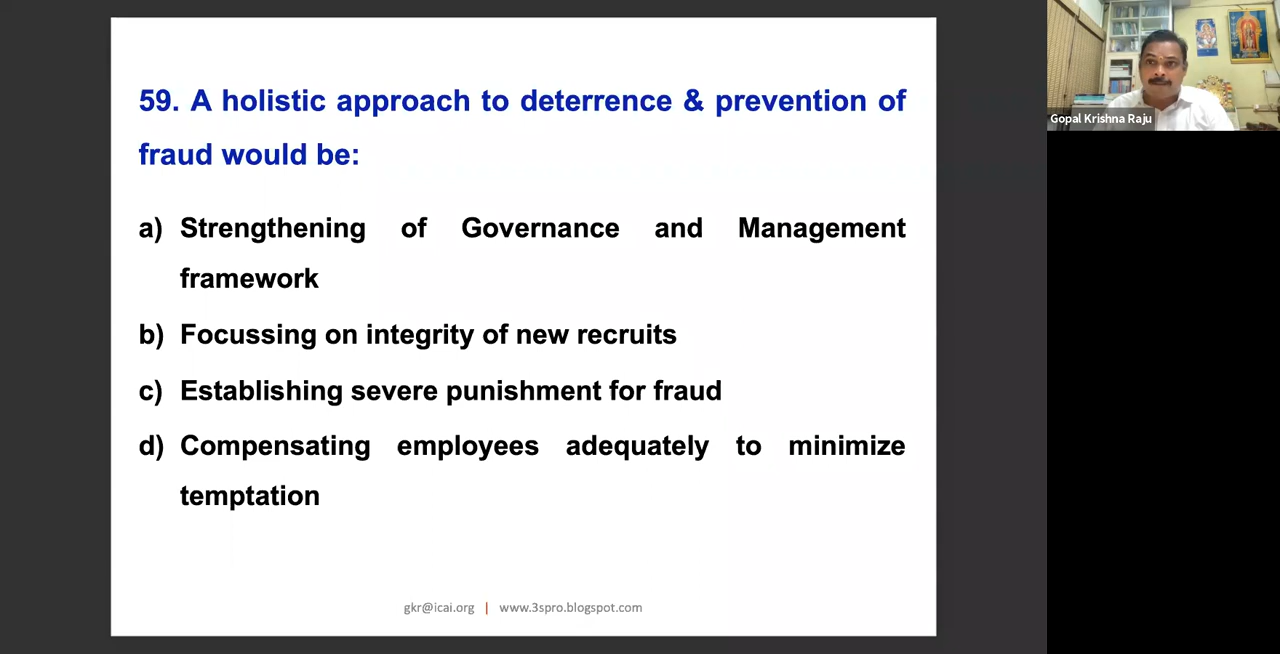 59. A holistic approach to deterrence & prevention of
fraud would be:
a) Strengthening of Governance and Management
framework
b) Focussing on integrity of new recruits
c) Establishing severe punishment for fraud
d) Compensating employees adequately to minimize
temptation
gkr@icai.org | www.3spro.blogspot.com
Gopal Krishna Raju